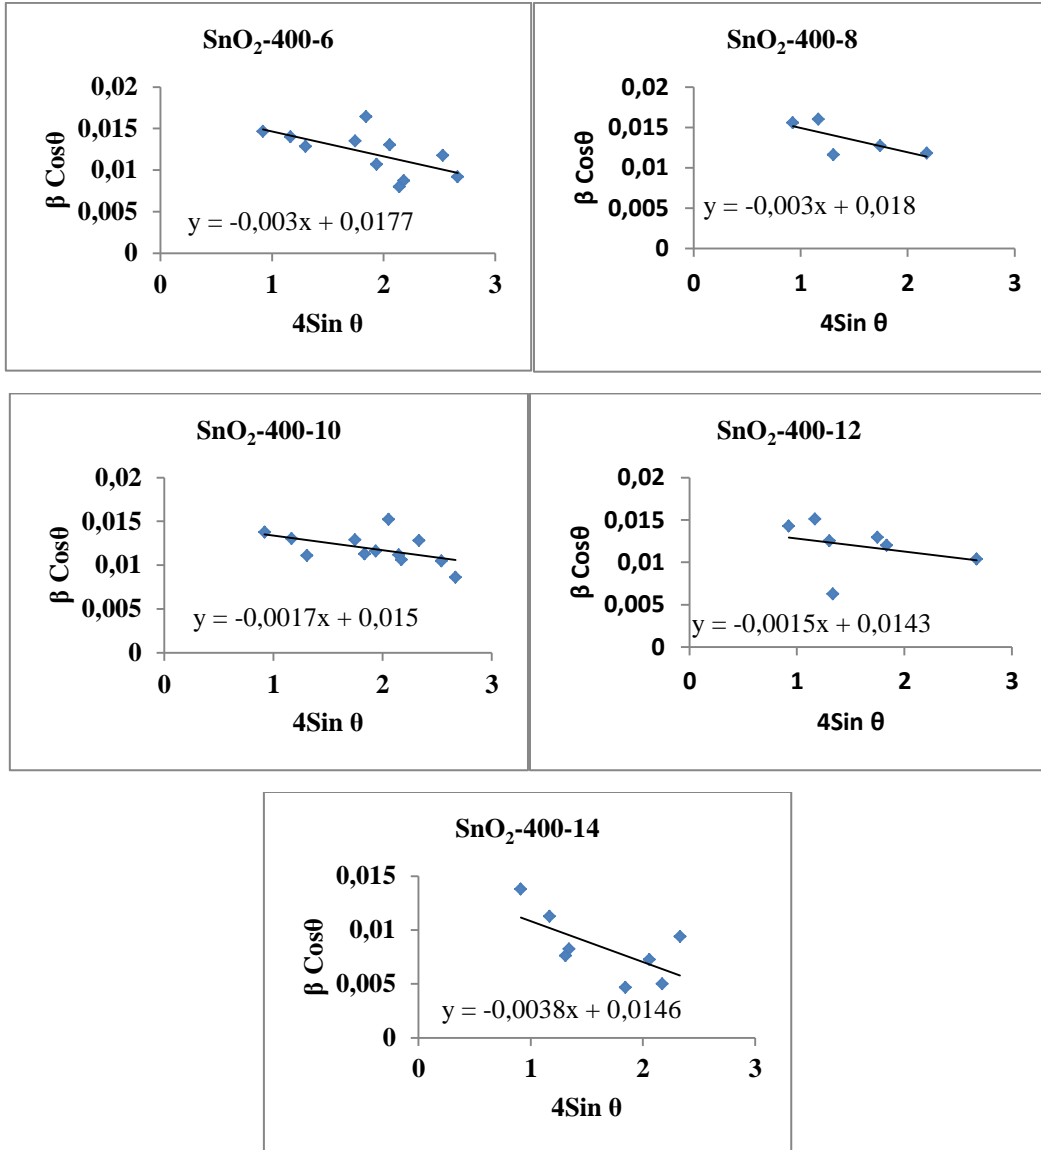 SnO₂-400-6
0,02
0,015
0,01
0,005
0
β Cosθ
y = -0,003x + 0,0177
0 1 2 3
4Sin θ
SnO₂-400-8
0,02
0,015
0,01
0,005
0
β Cosθ
y = -0,003x + 0,018
0 1 2 3
4Sin θ
SnO₂-400-10
0,02
0,015
0,01
0,005
0
β Cosθ
y = -0,0017x + 0,015
0 1 2 3
4Sin θ
SnO₂-400-12
0,02
0,015
0,01
0,005
0
β Cosθ
y = -0,0015x + 0,0143
0 1 2 3
4Sin θ
SnO₂-400-14
0,015
0,01
0,005
0
β Cosθ
y = -0,0038x + 0,0146
0 1 2 3
4Sin θ